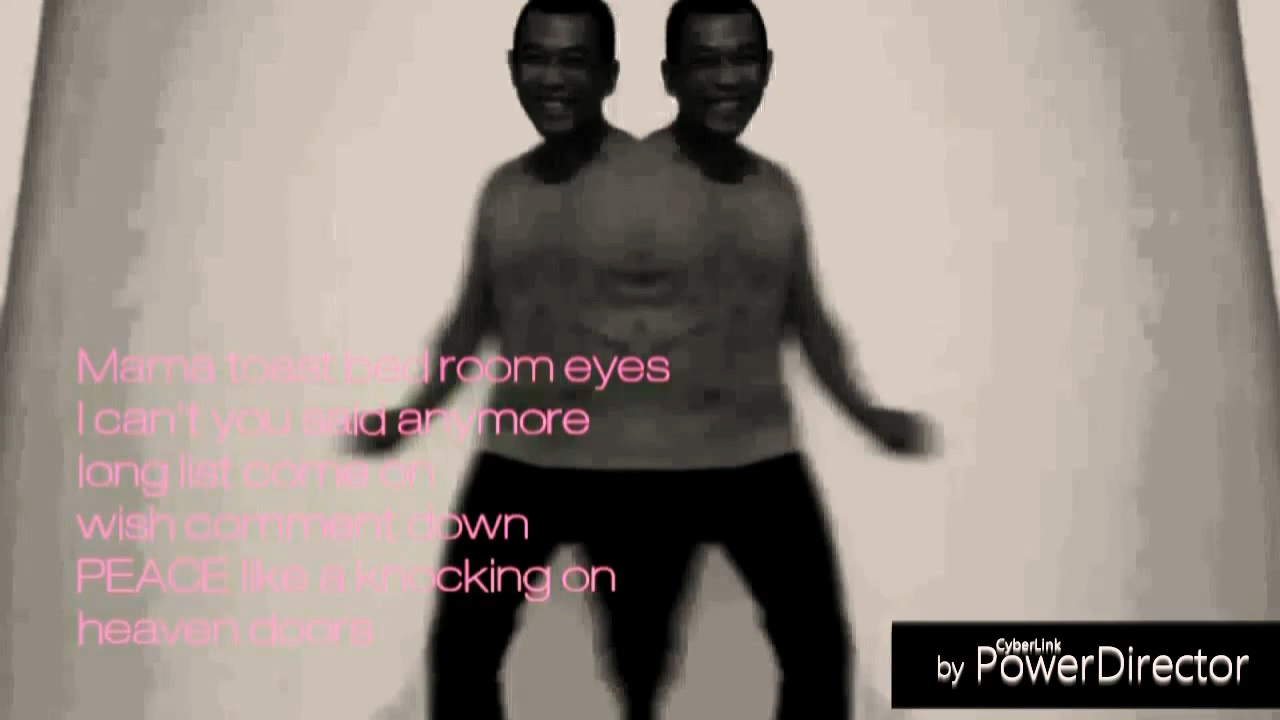 Mama toast bed room eyes
I can't you said anymore
long list come on
wish comment down
PEACE like a knocking on
heaven doors
CyberLink
by PowerDirector